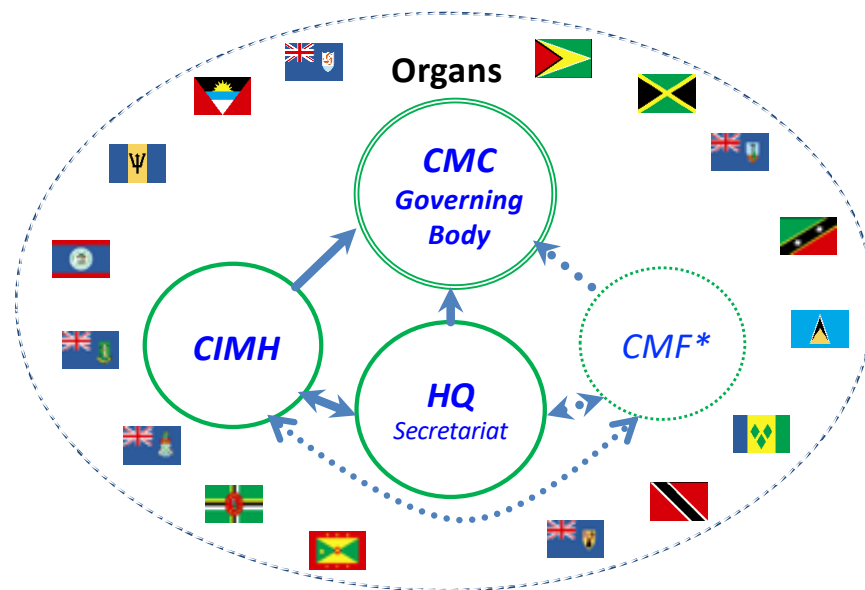 Organs
CMC
Governing
Body
CIMH
CMF*
HQ
Secretariat